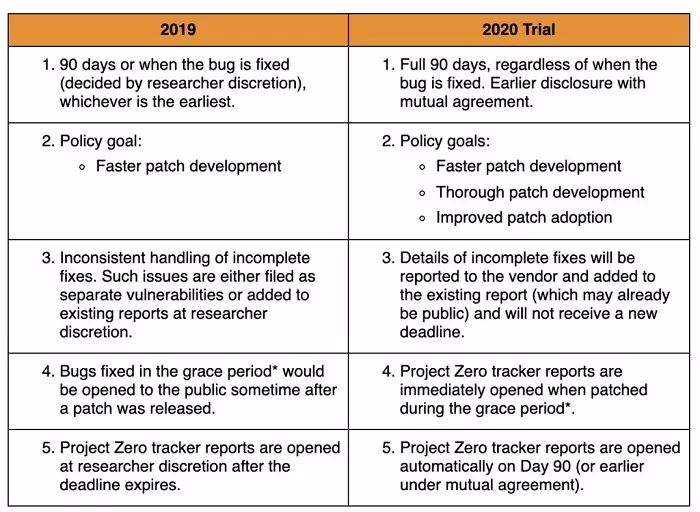 2019
2020 Trial
1. 90 days or when the bug is fixed
(decided by researcher discretion),
whichever is the earliest.
1. Full 90 days, regardless of when the
bug is fixed. Earlier disclosure with
mutual agreement.
2. Policy goal:
◦ Faster patch development
2. Policy goals:
◦ Faster patch development
◦ Thorough patch development
◦ Improved patch adoption
3. Inconsistent handling of incomplete
fixes. Such issues are either filed as
separate vulnerabilities or added to
existing reports at researcher
discretion.
3. Details of incomplete fixes will be
reported to the vendor and added to
the existing report (which may already
be public) and will not receive a new
deadline.
4. Bugs fixed in the grace period* would
be opened to the public sometime after
a patch was released.
4. Project Zero tracker reports are
immediately opened when patched
during the grace period*.
5. Project Zero tracker reports are opened
at researcher discretion after the
deadline expires.
5. Project Zero tracker reports are opened
automatically on Day 90 (or earlier
under mutual agreement).